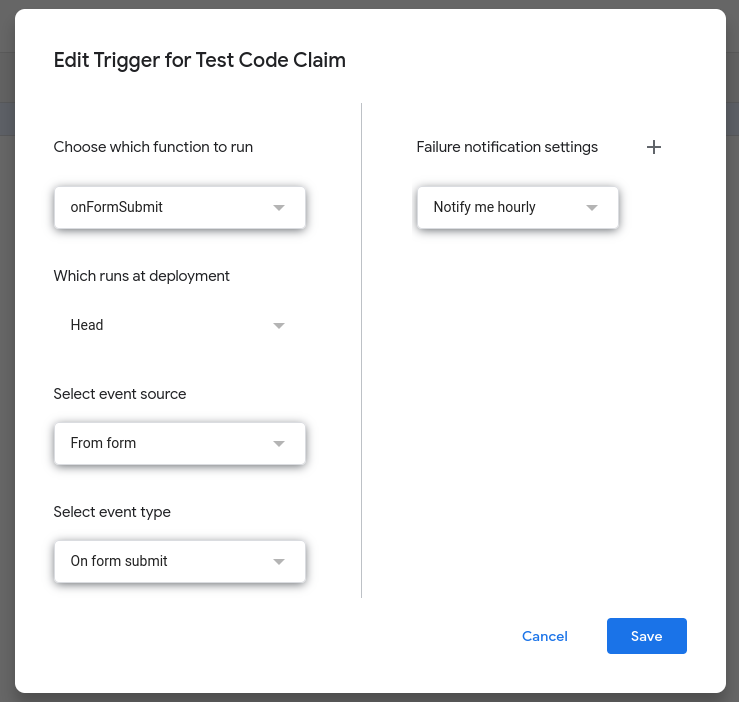 Edit Trigger for Test Code Claim
Choose which function to run
onFormSubmit
Which runs at deployment
Head
Select event source
From form
Select event type
On form submit
Failure notification settings
Notify me hourly
Cancel
Save